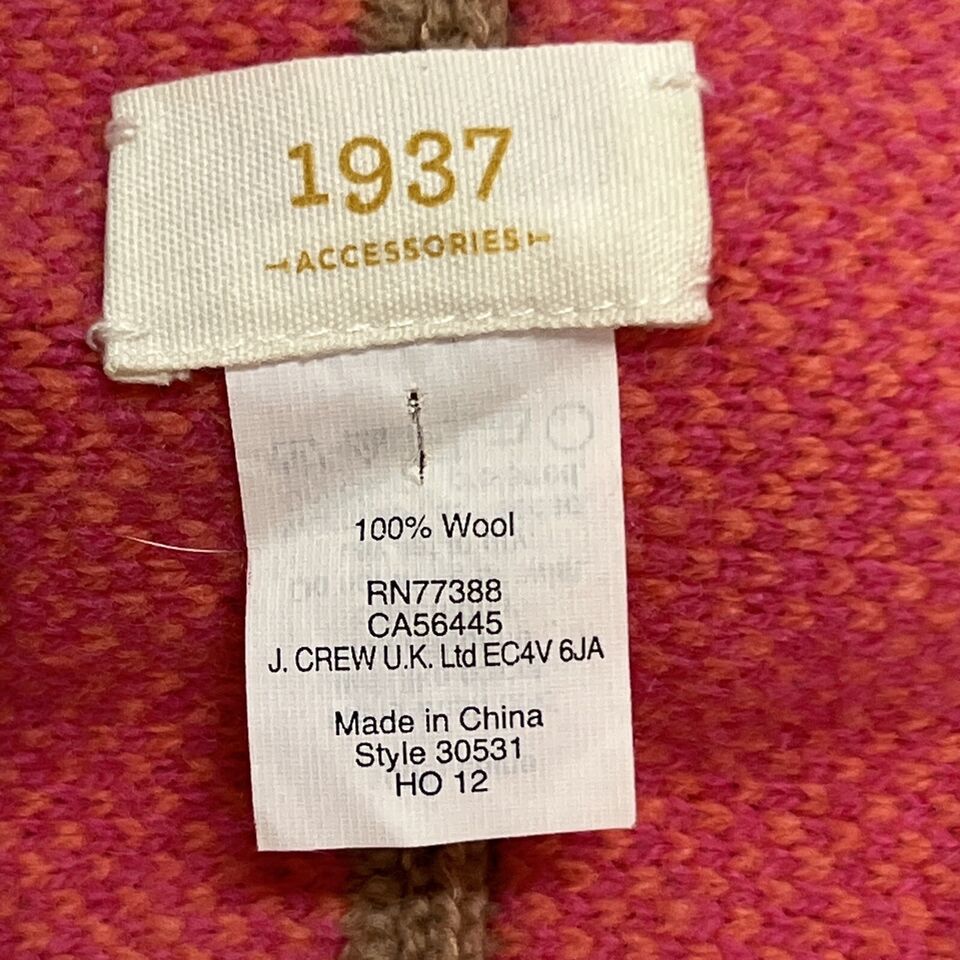 1937
ACCESSORIES
100% Wool
RN77388
CA56445
J. CREW U.K. Ltd EC4V 6JA
Made in China
Style 30531
HO 12